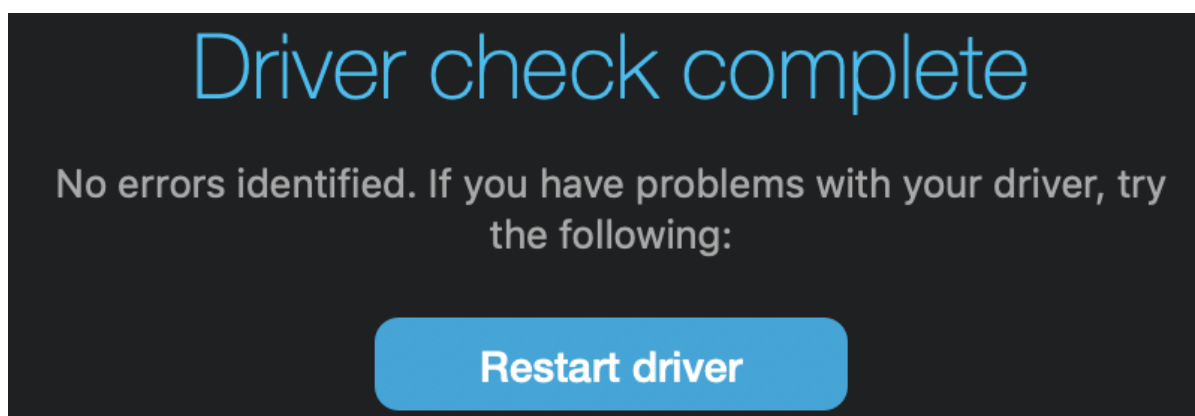 Driver check complete
No errors identified. If you have problems with your driver, try
the following:
Restart driver